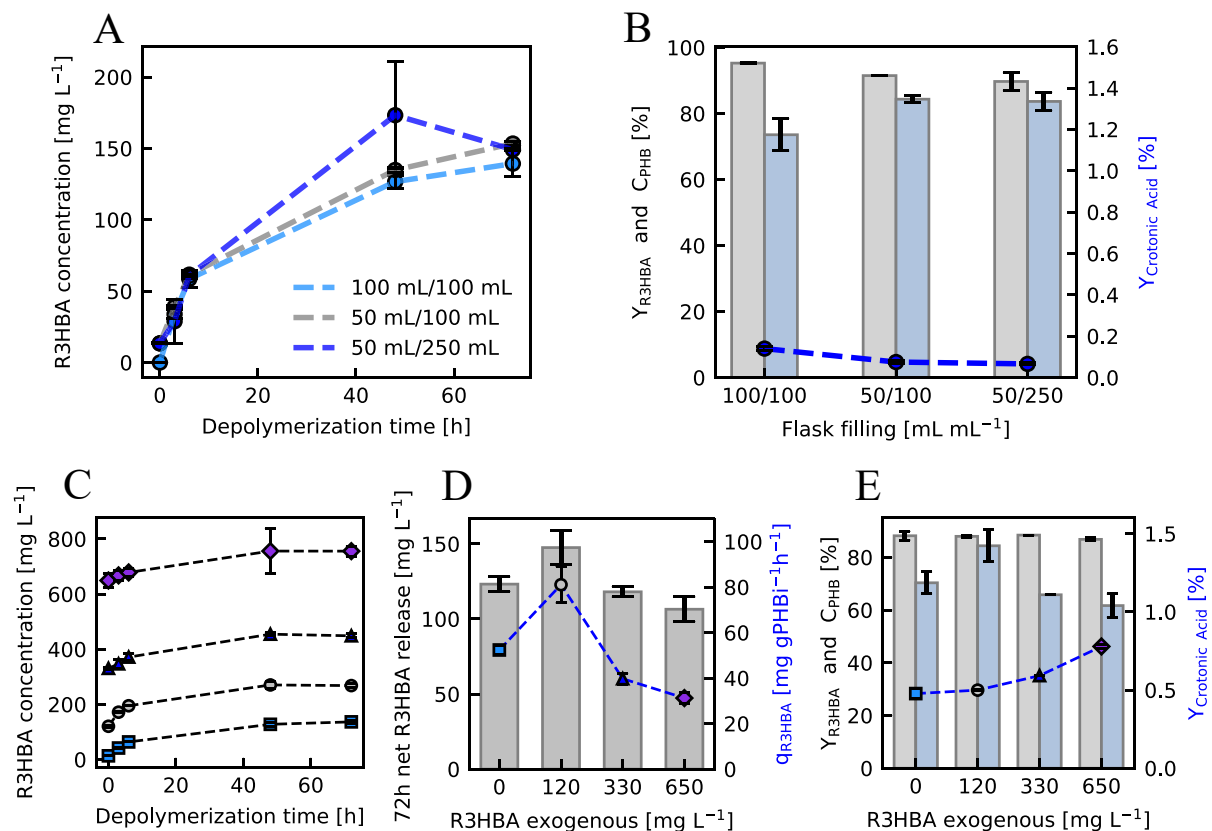 A
R3HBA concentration [mg L⁻¹]
200
150
100
50
0
100 mL/100 mL
50 mL/100 mL
50 mL/250 mL
0 20 40 60
Depolymerization time [h]
B
Y_R3HBA and C_PHB [%]
100
80
60
40
20
0
1.6
1.4
1.2
1.0
0.8
0.6
0.4
0.2
0.0
Y_Crotonic Acid [%]
100/100 50/100 50/250
Flask filling [mL mL⁻¹]
C
R3HBA concentration [mg L⁻¹]
800
600
400
200
0
0 20 40 60
Depolymerization time [h]
D
72h net R3HBA release [mg L⁻¹]
150
100
50
0
100
80
60
40
20
0
q_R3HBA [mg gPHBi⁻¹h⁻¹]
0 120 330 650
R3HBA exogenous [mg L⁻¹]
E
Y_R3HBA and C_PHB [%]
80
60
40
20
0
1.5
1.0
0.5
0.0
Y_Crotonic Acid [%]
0 120 330 650
R3HBA exogenous [mg L⁻¹]